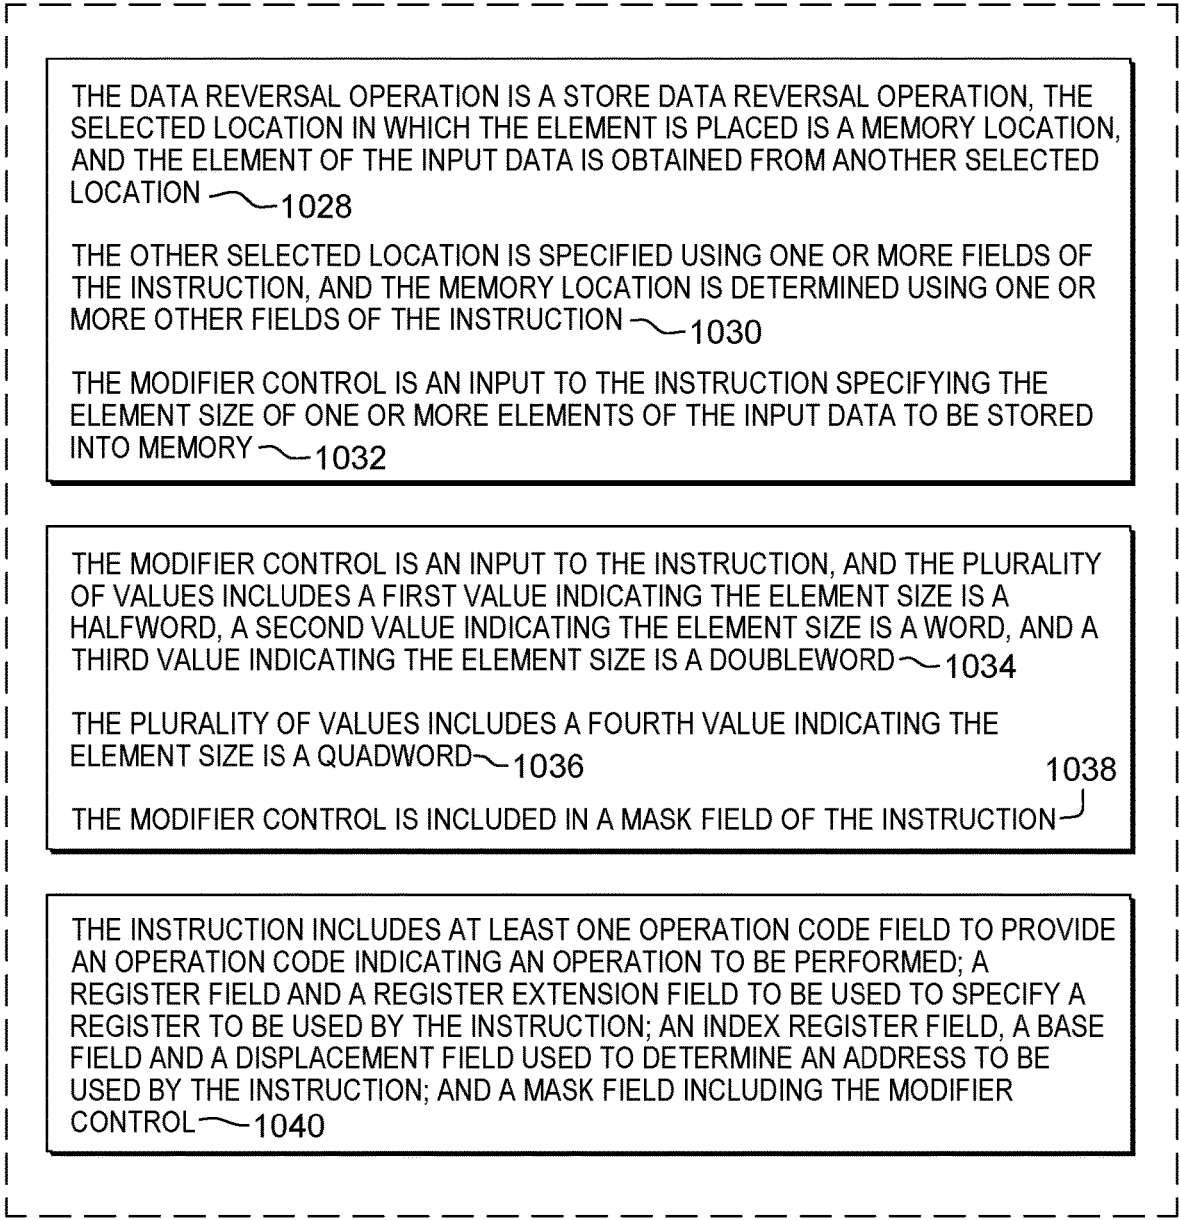 THE DATA REVERSAL OPERATION IS A STORE DATA REVERSAL OPERATION, THE
SELECTED LOCATION IN WHICH THE ELEMENT IS PLACED IS A MEMORY LOCATION,
AND THE ELEMENT OF THE INPUT DATA IS OBTAINED FROM ANOTHER SELECTED
LOCATION 1028
THE OTHER SELECTED LOCATION IS SPECIFIED USING ONE OR MORE FIELDS OF
THE INSTRUCTION, AND THE MEMORY LOCATION IS DETERMINED USING ONE OR
MORE OTHER FIELDS OF THE INSTRUCTION 1030
THE MODIFIER CONTROL IS AN INPUT TO THE INSTRUCTION SPECIFYING THE
ELEMENT SIZE OF ONE OR MORE ELEMENTS OF THE INPUT DATA TO BE STORED
INTO MEMORY 1032
THE MODIFIER CONTROL IS AN INPUT TO THE INSTRUCTION, AND THE PLURALITY
OF VALUES INCLUDES A FIRST VALUE INDICATING THE ELEMENT SIZE IS A
HALFWORD, A SECOND VALUE INDICATING THE ELEMENT SIZE IS A WORD, AND A
THIRD VALUE INDICATING THE ELEMENT SIZE IS A DOUBLEWORD 1034
THE PLURALITY OF VALUES INCLUDES A FOURTH VALUE INDICATING THE
ELEMENT SIZE IS A QUADWORD 1036
1038
THE MODIFIER CONTROL IS INCLUDED IN A MASK FIELD OF THE INSTRUCTION
THE INSTRUCTION INCLUDES AT LEAST ONE OPERATION CODE FIELD TO PROVIDE
AN OPERATION CODE INDICATING AN OPERATION TO BE PERFORMED; A
REGISTER FIELD AND A REGISTER EXTENSION FIELD TO BE USED TO SPECIFY A
REGISTER TO BE USED BY THE INSTRUCTION; AN INDEX REGISTER FIELD, A BASE
FIELD AND A DISPLACEMENT FIELD USED TO DETERMINE AN ADDRESS TO BE
USED BY THE INSTRUCTION; AND A MASK FIELD INCLUDING THE MODIFIER
CONTROL 1040